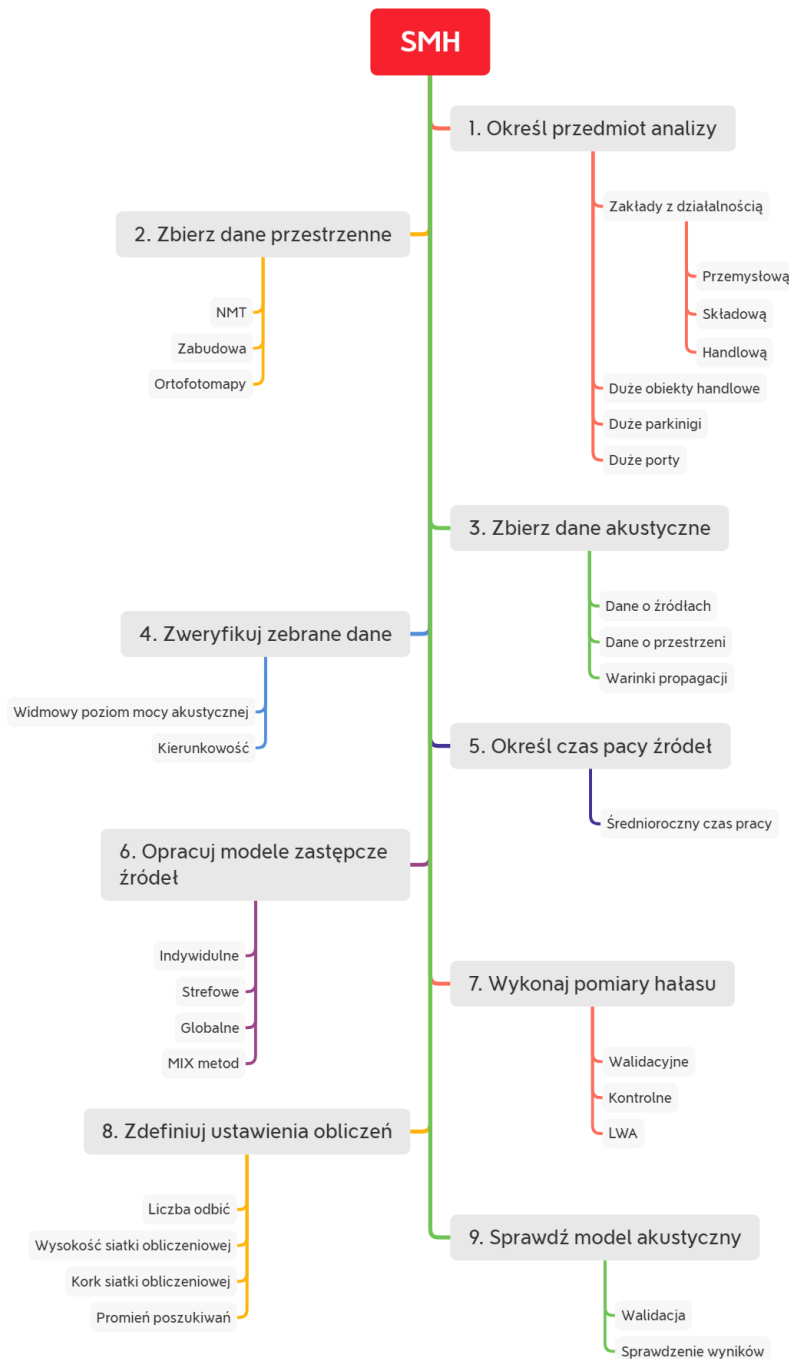 SMH
1. Określ przedmiot analizy
Zakłady z działalnością
Przemysłową
Składową
Handlową
Duże obiekty handlowe
Duże parkinigi
Duże porty
2. Zbierz dane przestrzenne
NMT
Zabudowa
Ortofotomapy
3. Zbierz dane akustyczne
Dane o źródłach
Dane o przestrzeni
Warinki propagacji
4. Zweryfikuj zebrane dane
Widmowy poziom mocy akustycznej
Kierunkowość
5. Określ czas pacy źródeł
Średnioroczny czas pracy
6. Opracuj modele zastępcze
źródeł
Indywidulne
Strefowe
Globalne
MIX metod
7. Wykonaj pomiary hałasu
Walidacyjne
Kontrolne
LWA
8. Zdefiniuj ustawienia obliczeń
Liczba odbić
Wysokość siatki obliczeniowej
Kork siatki obliczeniowej
Promień poszukiwań
9. Sprawdź model akustyczny
Walidacja
Sprawdzenie wyników